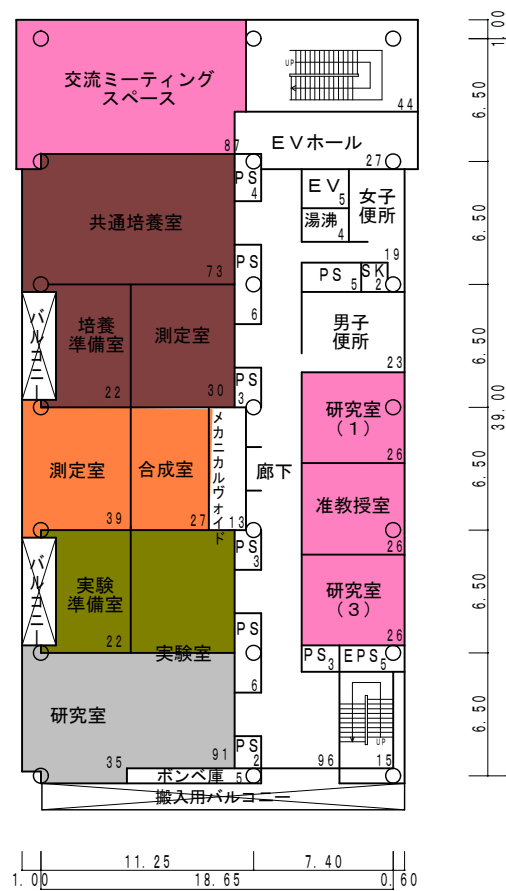 交流ミーティング
スペース
87
UP
44
EVホール
27
PS
4
EV
5
湯沸
4
女子
便所
19
共通培養室
73
PS
6
PS
5
SK
2
バルコニー
培養
準備室
22
測定室
30
PS
3
男子
便所
23
研究室
(1)
26
測定室
39
合成室
27
メカニカルヴォイド
13
廊下
准教授室
26
バルコニー
実験
準備室
22
PS
3
研究室
(3)
26
実験室
91
PS
6
PS
3
EPS
5
研究室
35
PS
2
UP
96
15
ボンベ庫
5
搬入用バルコニー
1.00
6.50
6.50
6.50
6.50
6.50
6.50
39.00
11.25
7.40
1.00
18.65
0.60